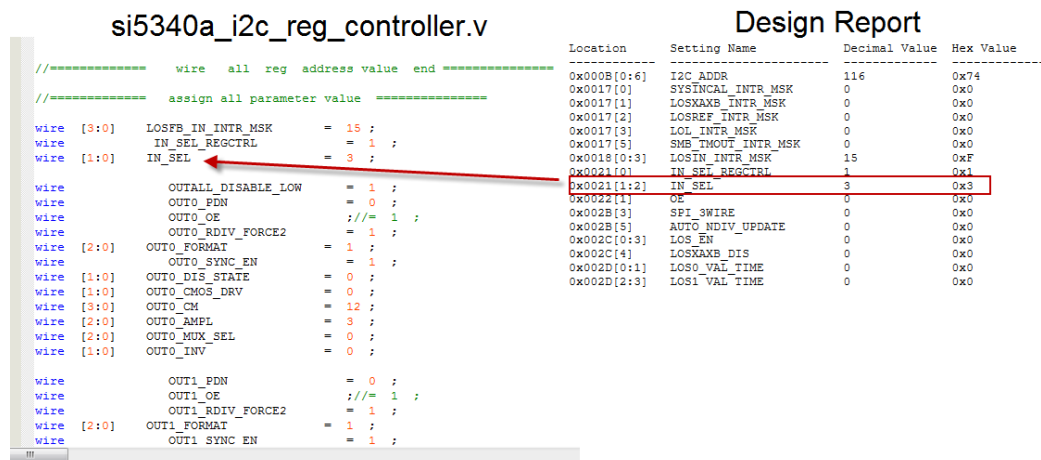 si5340a_i2c_reg_controller.v
//============= wire all reg address value end ===============
//============= assign all parameter value ===============
wire [3:0] LOSFB_IN_INTR_MSK = 15 ;
wire IN_SEL_REGCTRL = 1 ;
wire [1:0] IN_SEL = 3 ;
wire OUTALL_DISABLE_LOW = 1 ;
wire OUT0_PDN = 0 ;
wire OUT0_OE ;//= 1 ;
wire OUT0_RDIV_FORCE2 = 1 ;
wire [2:0] OUT0_FORMAT = 1 ;
wire OUT0_SYNC_EN = 1 ;
wire [1:0] OUT0_DIS_STATE = 0 ;
wire [1:0] OUT0_CMOS_DRV = 0 ;
wire [3:0] OUT0_CM = 12 ;
wire [2:0] OUT0_AMPL = 3 ;
wire [2:0] OUT0_MUX_SEL = 0 ;
wire [1:0] OUT0_INV = 0 ;
wire OUT1_PDN = 0 ;
wire OUT1_OE ;//= 1 ;
wire OUT1_RDIV_FORCE2 = 1 ;
wire [2:0] OUT1_FORMAT = 1 ;
wire OUT1_SYNC_EN = 1 ;
Design Report
Location Setting Name Decimal Value Hex Value
------------ ---------------------- ------------- -------------
0x000B[0:6] I2C_ADDR 116 0x74
0x0017[0] SYSINCAL_INTR_MSK 0 0x0
0x0017[1] LOSXAXB_INTR_MSK 0 0x0
0x0017[2] LOSREF_INTR_MSK 0 0x0
0x0017[3] LOL_INTR_MSK 0 0x0
0x0017[5] SMB_TMOUT_INTR_MSK 0 0x0
0x0018[0:3] LOSIN_INTR_MSK 15 0xF
0x0021[0] IN_SEL_REGCTRL 1 0x1
0x0021[1:2] IN_SEL 3 0x3
0x0022[1] OE 0 0x0
0x002B[3] SPI_3WIRE 0 0x0
0x002B[5] AUTO_NDIV_UPDATE 0 0x0
0x002C[0:3] LOS_EN 0 0x0
0x002C[4] LOSXAXB_DIS 0 0x0
0x002D[0:1] LOS0_VAL_TIME 0 0x0
0x002D[2:3] LOS1_VAL_TIME 0 0x0